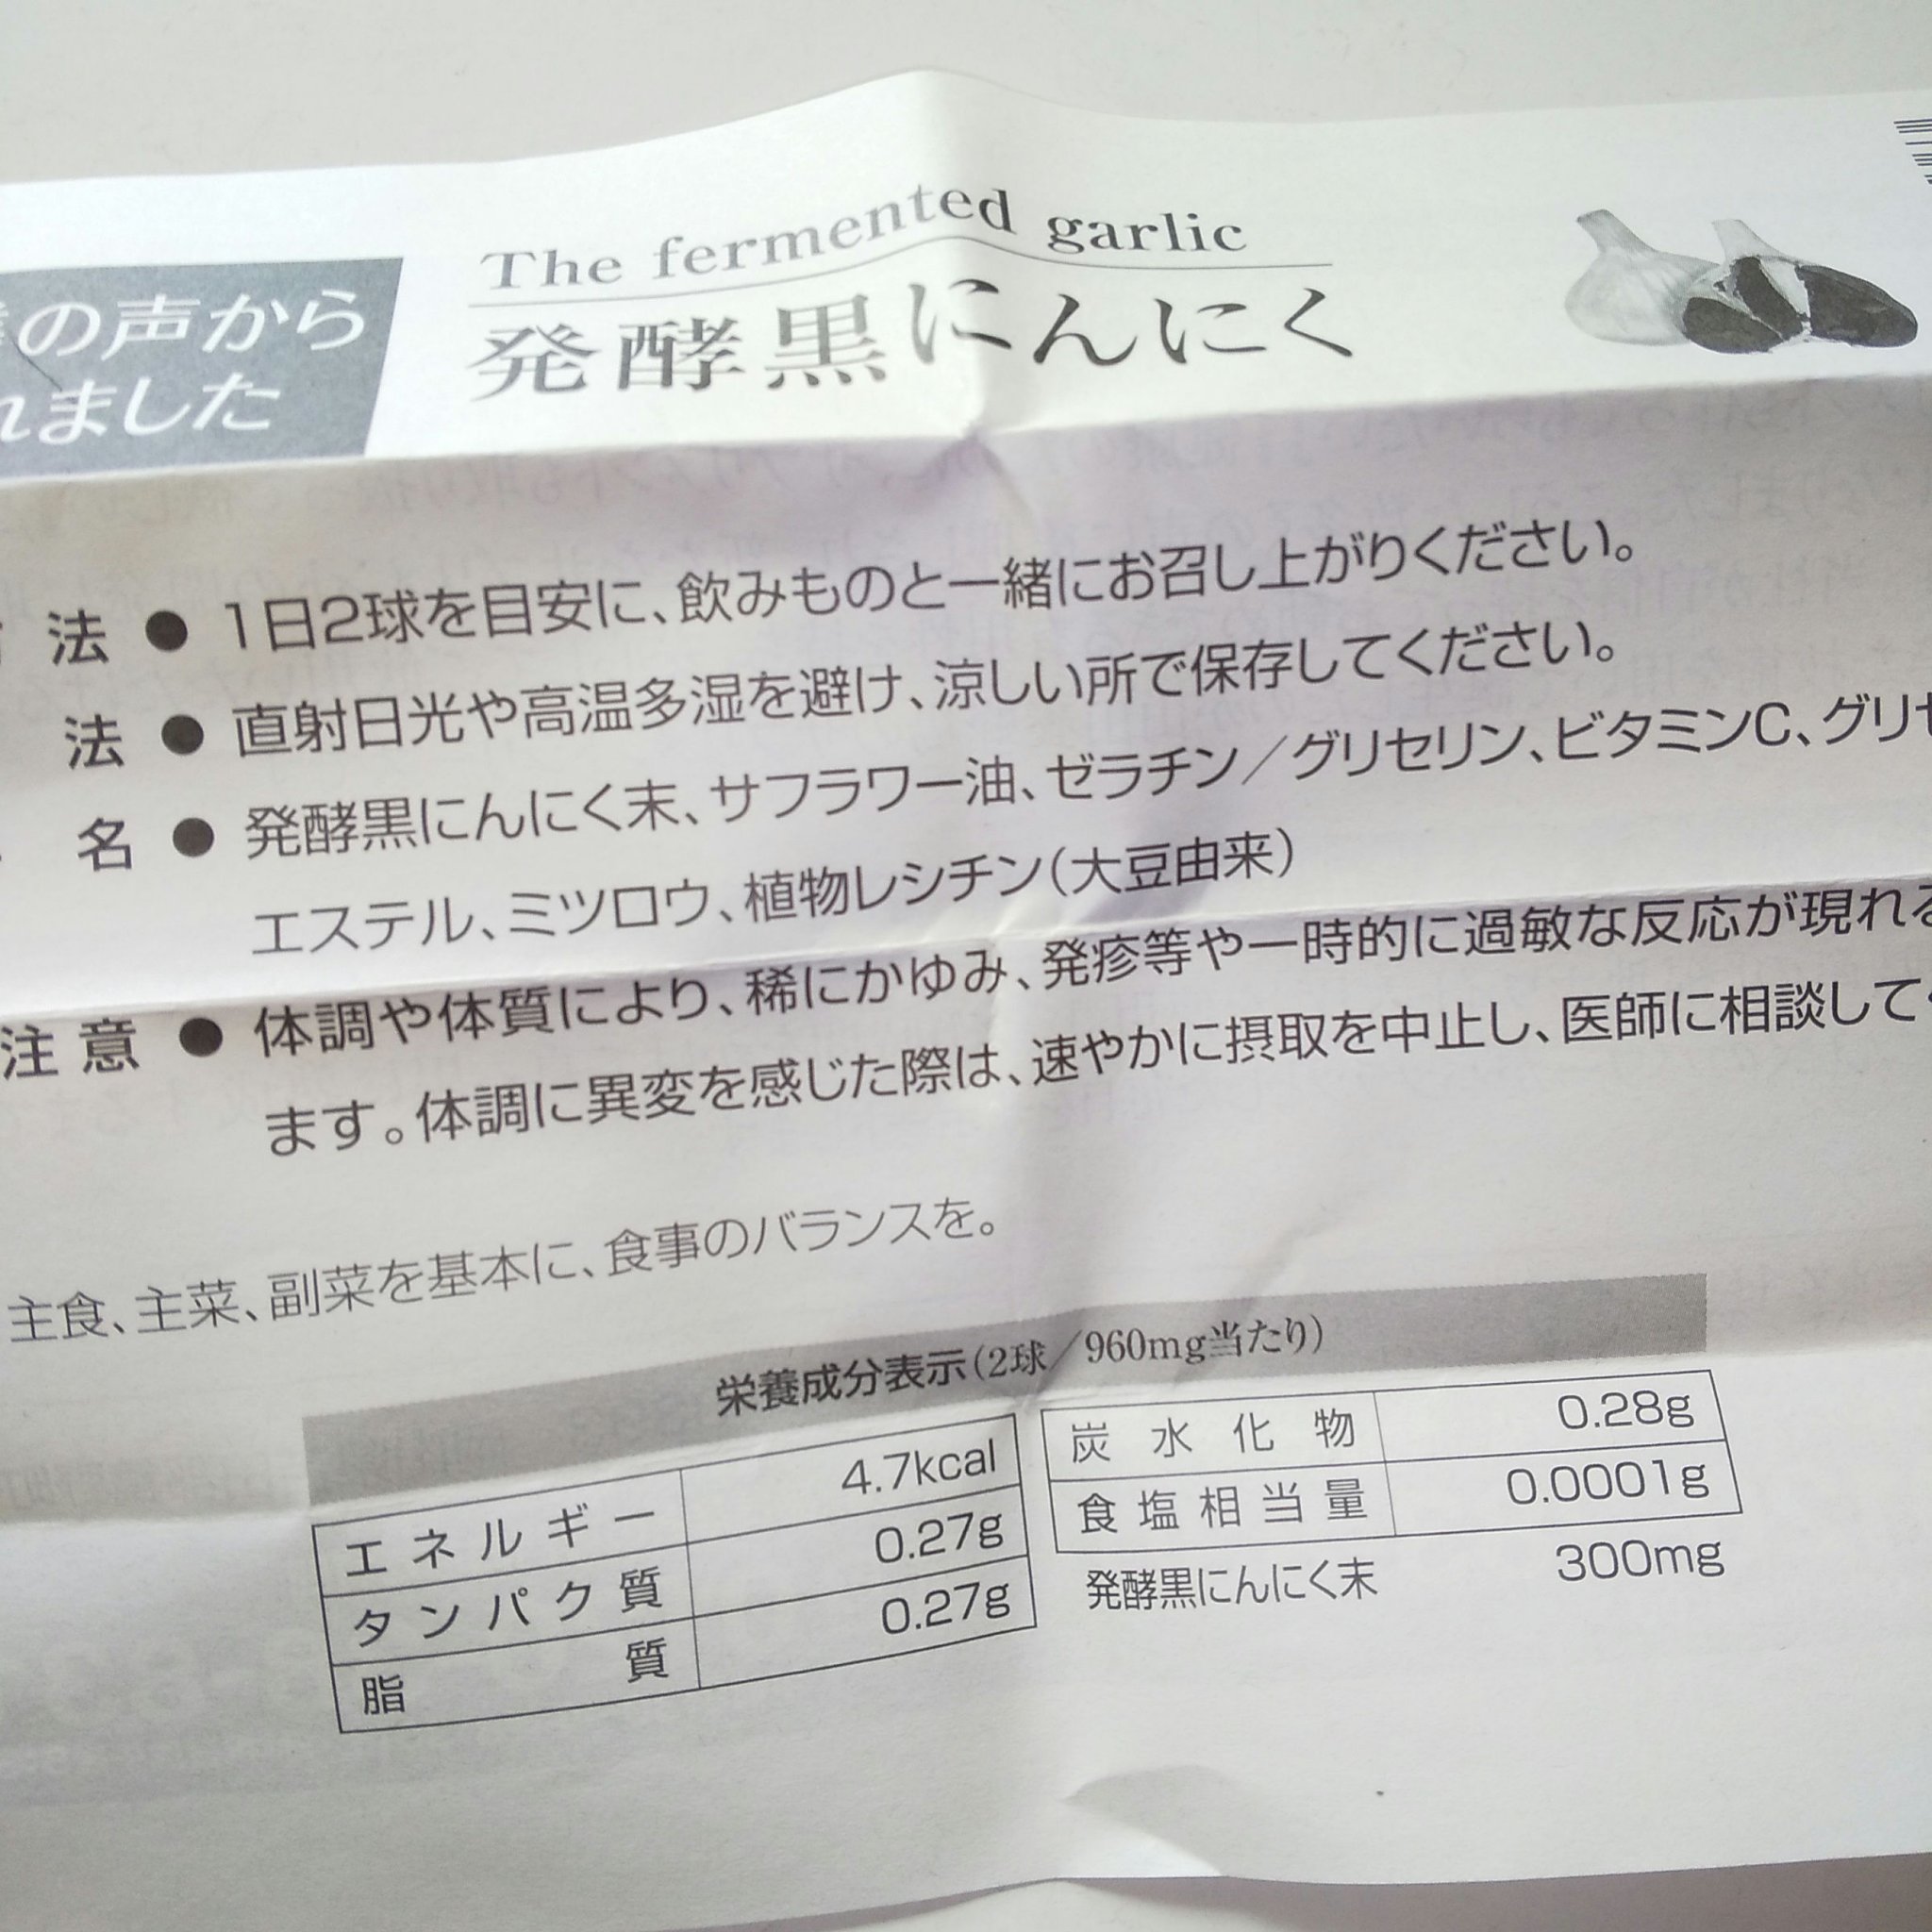 の声から
れました
The fermented garlic
発酵黒にんにく
法 ● 1日2球を目安に、飲みものと一緒にお召し上がりください。
法 ● 直射日光や高温多湿を避け、涼しい所で保存してください。
名 ● 発酵黒にんにく末、サフラワー油、ゼラチン／グリセリン、ビタミンC、グリセ
エステル、ミツロウ、植物レシチン（大豆由来）
注意 ● 体調や体質により、稀にかゆみ、発疹等や一時的に過敏な反応が現れる
ます。体調に異変を感じた際は、速やかに摂取を中止し、医師に相談して
主食、主菜、副菜を基本に、食事のバランスを。
栄養成分表示（2球／960mg当たり）
エネルギー 4.7kcal
タンパク質 0.27g
脂質 0.27g
炭水化物 0.28g
食塩相当量 0.0001g
発酵黒にんにく末 300mg